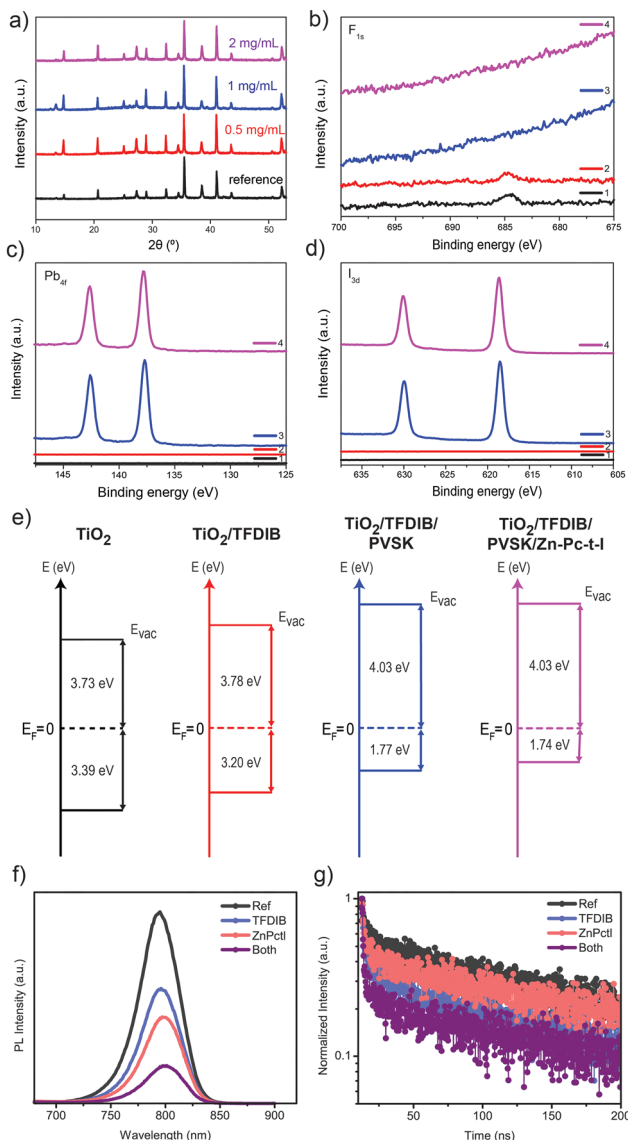 a)
2 mg/mL
1 mg/mL
0.5 mg/mL
reference
Intensity (a.u.)
10 20 30 40 50
2θ (º)
b)
F1s
4
3
2
1
Intensity (a.u.)
700 695 690 685 680 675
Binding energy (eV)
c)
Pb4f
4
3
2
1
Intensity (a.u.)
145 140 135 130 125
Binding energy (eV)
d)
I3d
4
3
2
1
Intensity (a.u.)
635 630 625 620 615 610 605
Binding energy (eV)
e)
TiO2
E (eV)
Evac
3.73 eV
EF=0
3.39 eV
TiO2/TFDIB
E (eV)
Evac
3.78 eV
EF=0
3.20 eV
TiO2/TFDIB/
PVSK
E (eV)
Evac
4.03 eV
EF=0
1.77 eV
TiO2/TFDIB/
PVSK/Zn-Pc-t-I
E (eV)
Evac
4.03 eV
EF=0
1.74 eV
f)
Ref
TFDIB
ZnPctI
Both
PL Intensity (a.u.)
700 750 800 850 900
Wavelength (nm)
g)
1
0.1
Ref
TFDIB
ZnPctI
Both
Normalized Intensity (a.u.)
25 50 75 100 125 150 175 200
Time (ns)